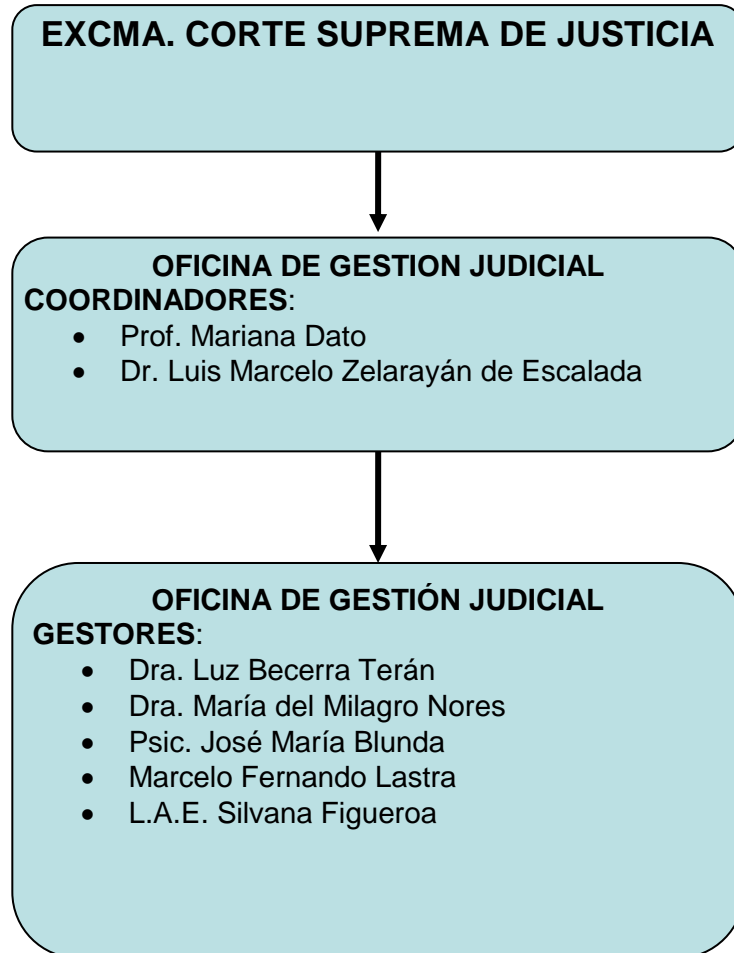 EXCMA. CORTE SUPREMA DE JUSTICIA
OFICINA DE GESTION JUDICIAL
COORDINADORES:
• Prof. Mariana Dato
• Dr. Luis Marcelo Zelarayán de Escalada
OFICINA DE GESTIÓN JUDICIAL
GESTORES:
• Dra. Luz Becerra Terán
• Dra. María del Milagro Nores
• Psic. José María Blunda
• Marcelo Fernando Lastra
• L.A.E. Silvana Figueroa